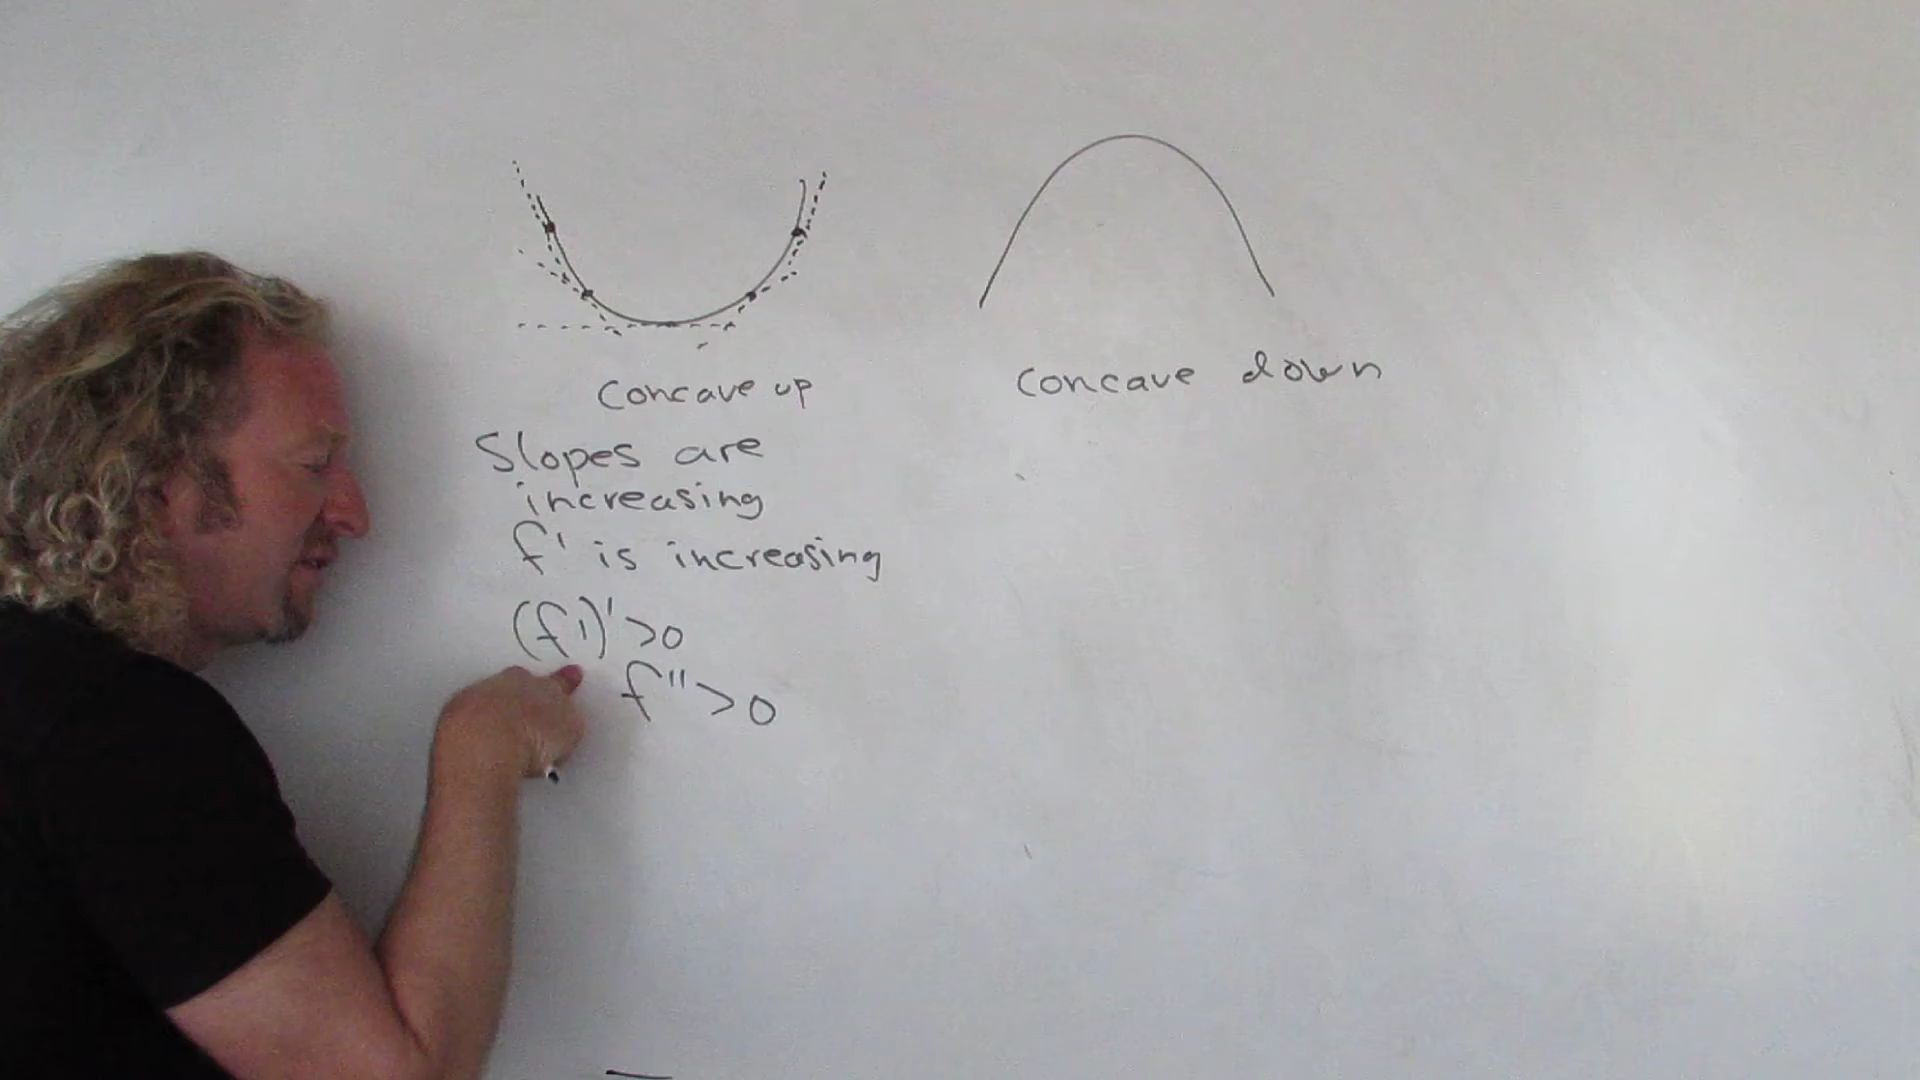 Concave up
Slopes are
increasing
f' is increasing
(f')' >0
f'' > 0
Concave down